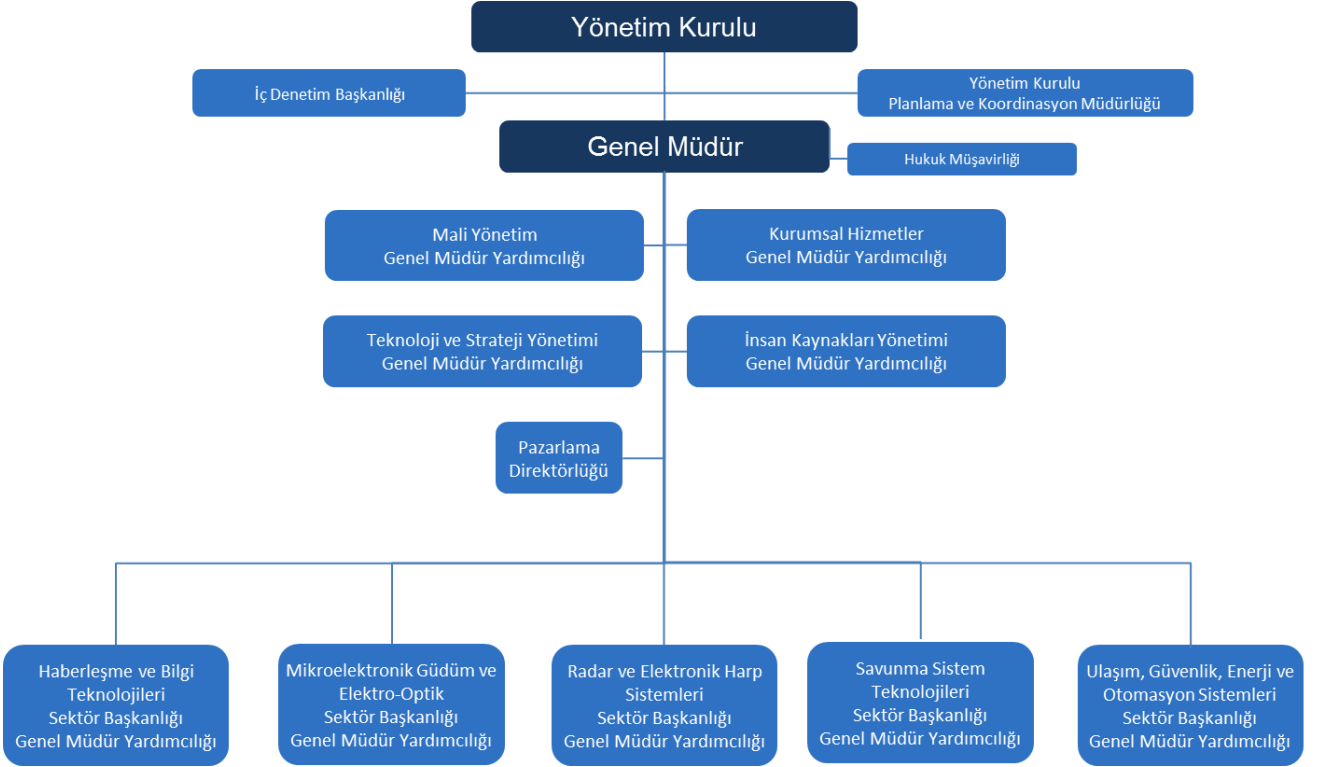 Yönetim Kurulu
İç Denetim Başkanlığı
Yönetim Kurulu
Planlama ve Koordinasyon Müdürlüğü
Genel Müdür
Hukuk Müşavirliği
Mali Yönetim
Genel Müdür Yardımcılığı
Kurumsal Hizmetler
Genel Müdür Yardımcılığı
Teknoloji ve Strateji Yönetimi
Genel Müdür Yardımcılığı
İnsan Kaynakları Yönetimi
Genel Müdür Yardımcılığı
Pazarlama
Direktörlüğü
Haberleşme ve Bilgi
Teknolojileri
Sektör Başkanlığı
Genel Müdür Yardımcılığı
Mikroelektronik Güdüm ve
Elektro-Optik
Sektör Başkanlığı
Genel Müdür Yardımcılığı
Radar ve Elektronik Harp
Sistemleri
Sektör Başkanlığı
Genel Müdür Yardımcılığı
Savunma Sistem
Teknolojileri
Sektör Başkanlığı
Genel Müdür Yardımcılığı
Ulaşım, Güvenlik, Enerji ve
Otomasyon Sistemleri
Sektör Başkanlığı
Genel Müdür Yardımcılığı